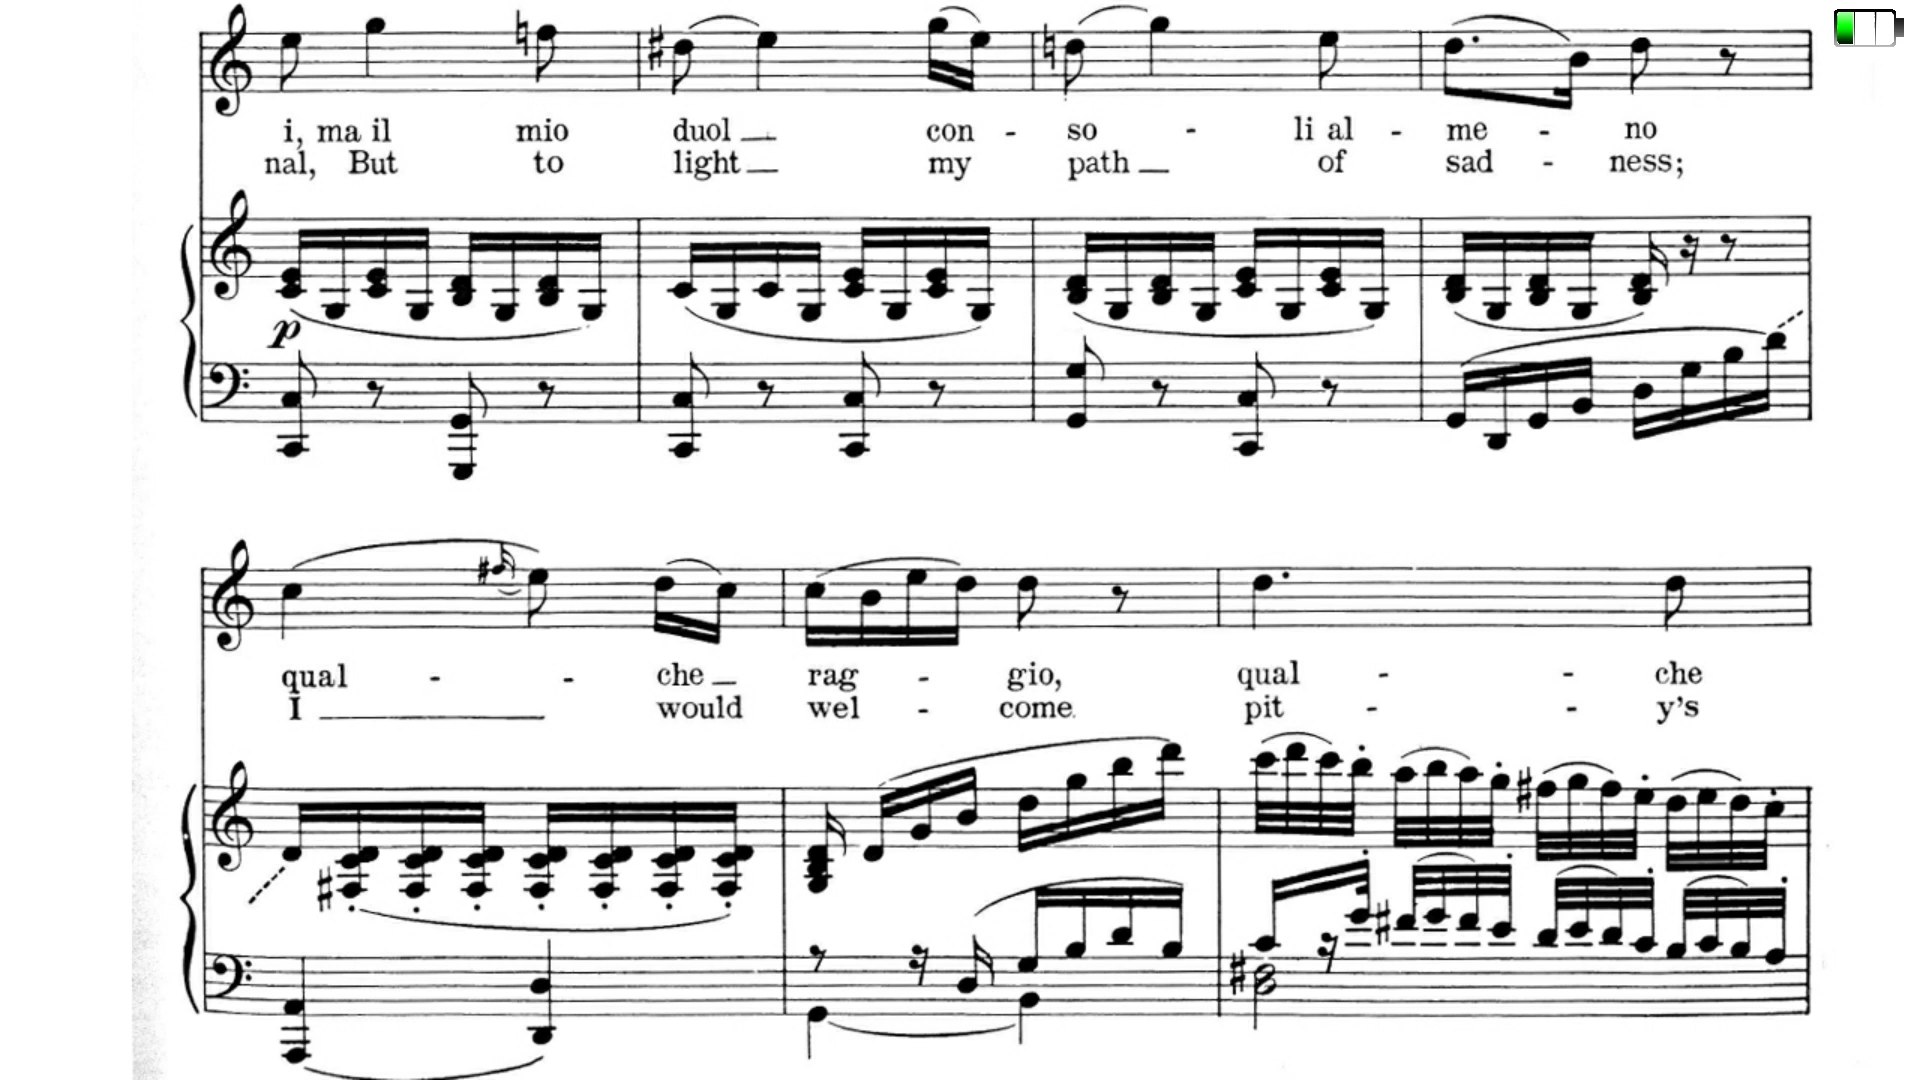 i, ma il mio duol con - so - li al - me - no
nal, But to light my path of sad - ness;
p
qual - - che rag - gio, qual - - che
I would wel - come pit - - y's